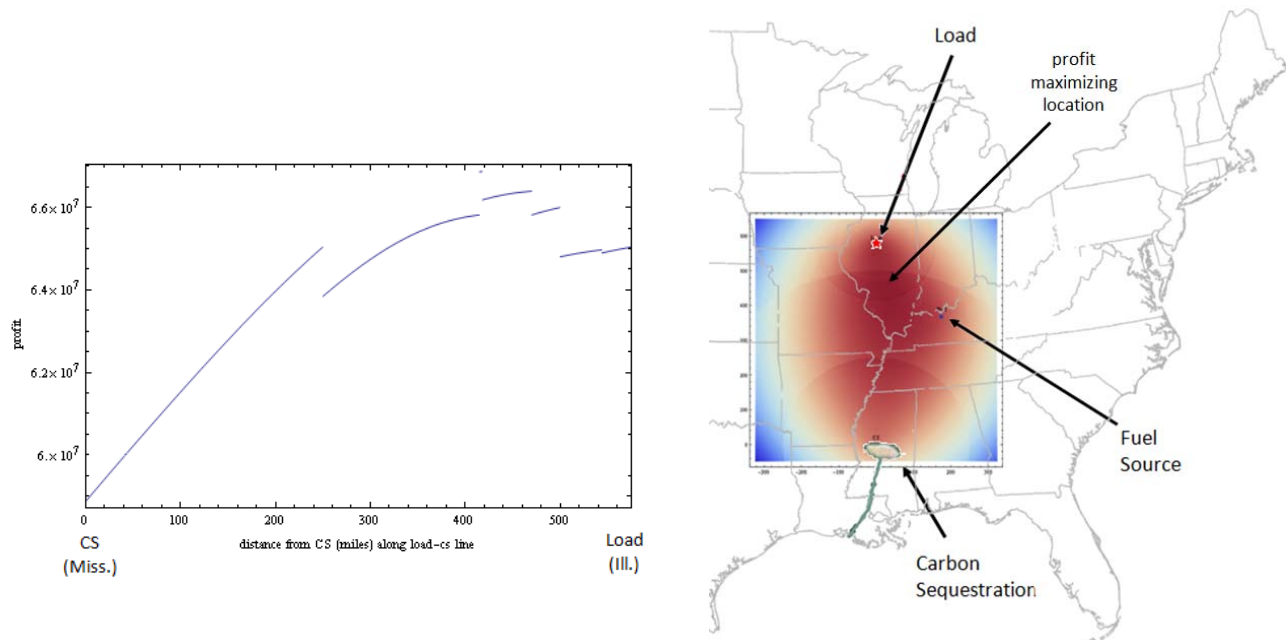 6.6×10⁷
6.4×10⁷
profit
6.2×10⁷
6.×10⁷
0
100
200
300
400
500
distance from CS (miles) along load-cs line
CS
(Miss.)
Load
(Ill.)
Load
profit
maximizing
location
Fuel
Source
Carbon
Sequestration